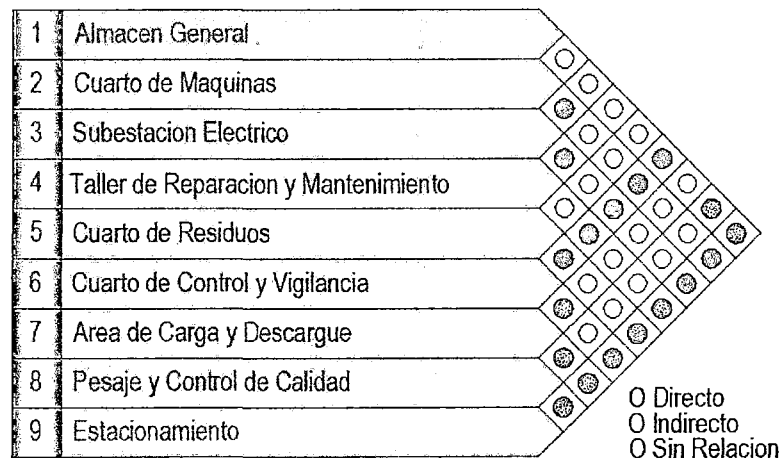 1 Almacen General
2 Cuarto de Maquinas
3 Subestacion Electrico
4 Taller de Reparacion y Mantenimiento
5 Cuarto de Residuos
6 Cuarto de Control y Vigilancia
7 Area de Carga y Descargue
8 Pesaje y Control de Calidad
9 Estacionamiento
O Directo
O Indirecto
O Sin Relacion